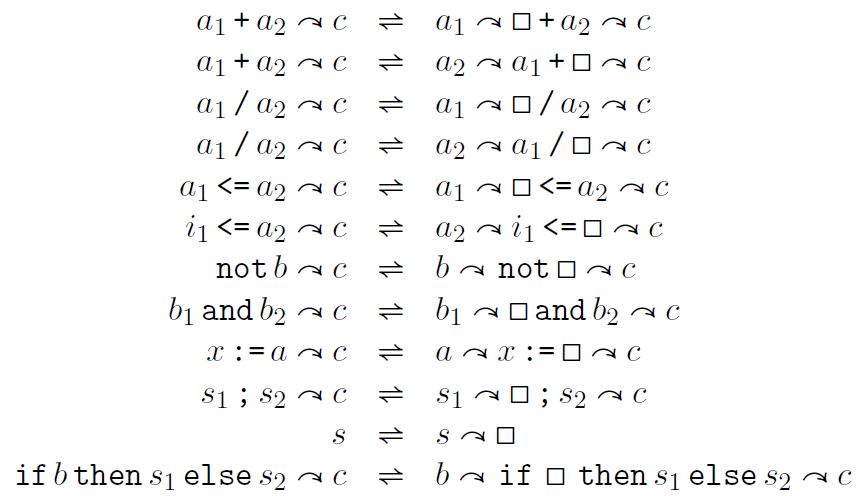 a₁ + a₂ ↷ c ⇌ a₁ ↷ □ + a₂ ↷ c
a₁ + a₂ ↷ c ⇌ a₂ ↷ a₁ + □ ↷ c
a₁ / a₂ ↷ c ⇌ a₁ ↷ □ / a₂ ↷ c
a₁ / a₂ ↷ c ⇌ a₂ ↷ a₁ / □ ↷ c
a₁ <= a₂ ↷ c ⇌ a₁ ↷ □ <= a₂ ↷ c
i₁ <= a₂ ↷ c ⇌ a₂ ↷ i₁ <= □ ↷ c
not b ↷ c ⇌ b ↷ not □ ↷ c
b₁ and b₂ ↷ c ⇌ b₁ ↷ □ and b₂ ↷ c
x := a ↷ c ⇌ a ↷ x := □ ↷ c
s₁ ; s₂ ↷ c ⇌ s₁ ↷ □ ; s₂ ↷ c
s ⇌ s ↷ □
if b then s₁ else s₂ ↷ c ⇌ b ↷ if □ then s₁ else s₂ ↷ c